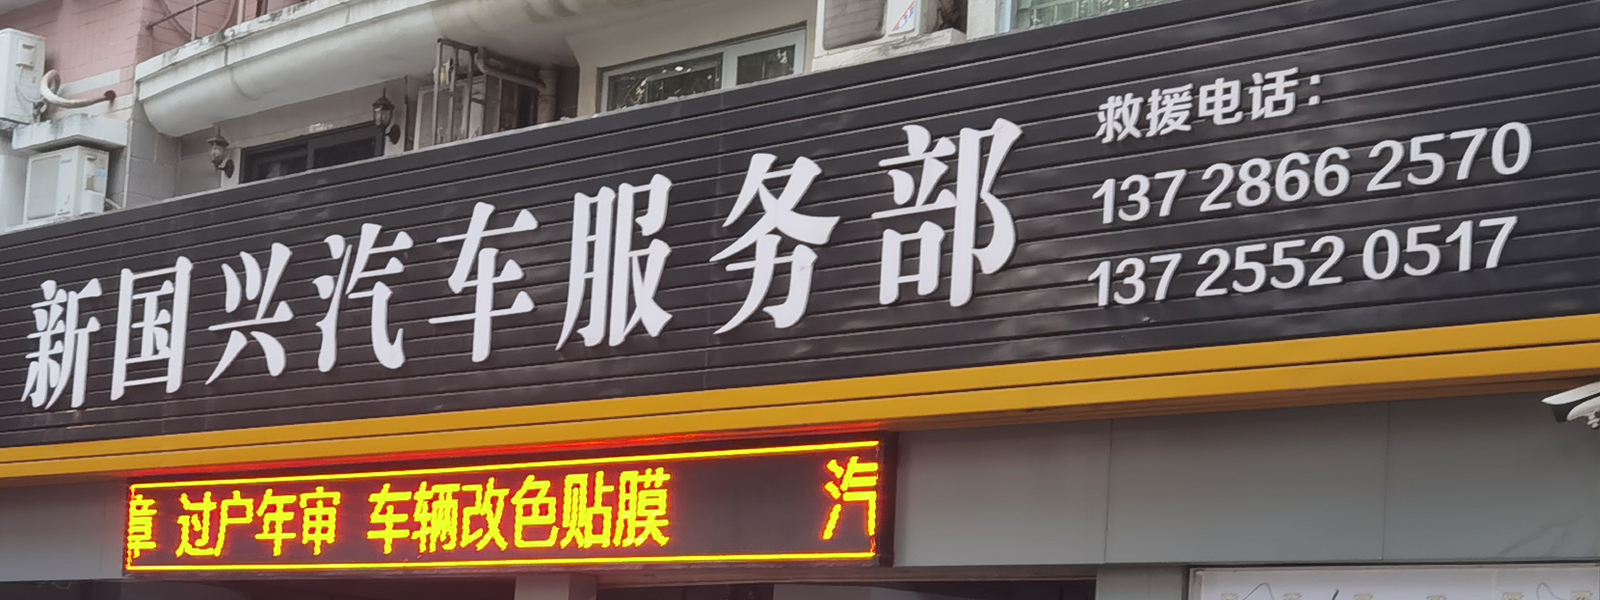 新国兴汽车服务部
救援电话：
137 2866 2570
137 2552 0517
章 过户年审 车辆改色贴膜 汽